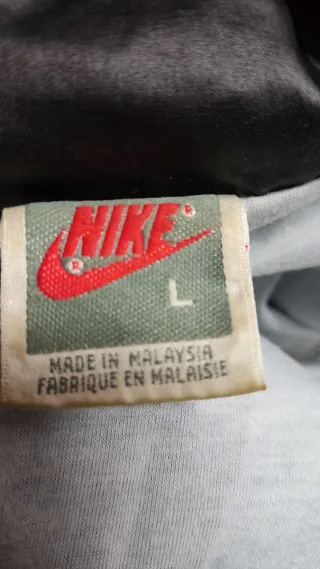 NIKE®
®
L
MADE IN MALAYSIA
FABRIQUE EN MALAISIE